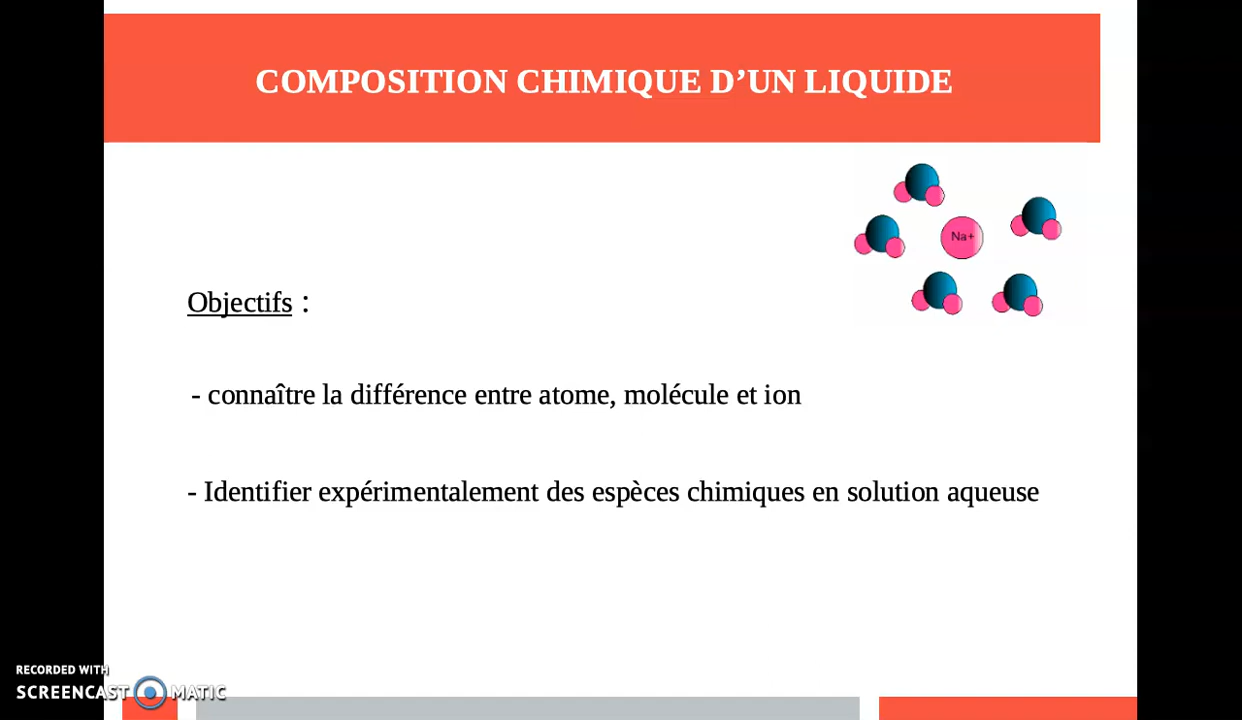 COMPOSITION CHIMIQUE D’UN LIQUIDE
Na+
Objectifs :
- connaître la différence entre atome, molécule et ion
- Identifier expérimentalement des espèces chimiques en solution aqueuse
RECORDED WITH
SCREENCAST MATIC